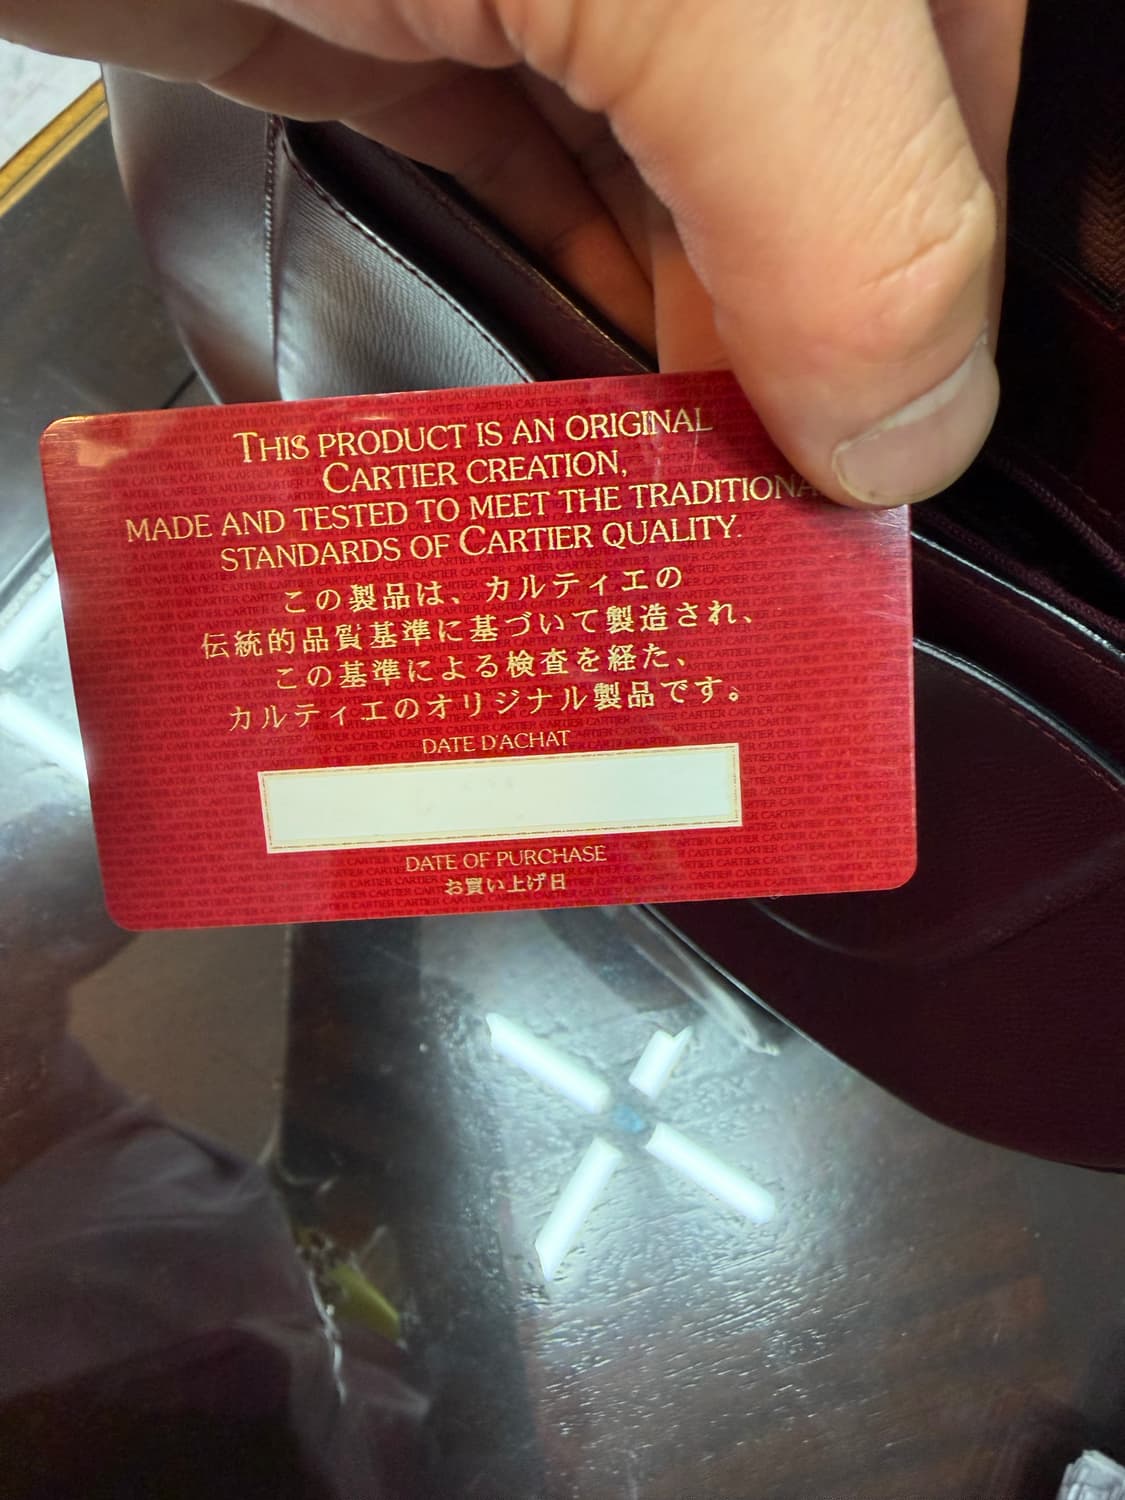 THIS PRODUCT IS AN ORIGINAL
CARTIER CREATION,
MADE AND TESTED TO MEET THE
STANDARDS OF CARTIER QUALITY.
この製品は、カルティエの
伝統的品質基準に基づいて製造され、
この基準による検査を経た、
カルティエのオリジナル製品です。
DATE D'ACHAT
DATE OF PURCHASE
お買い上げ日